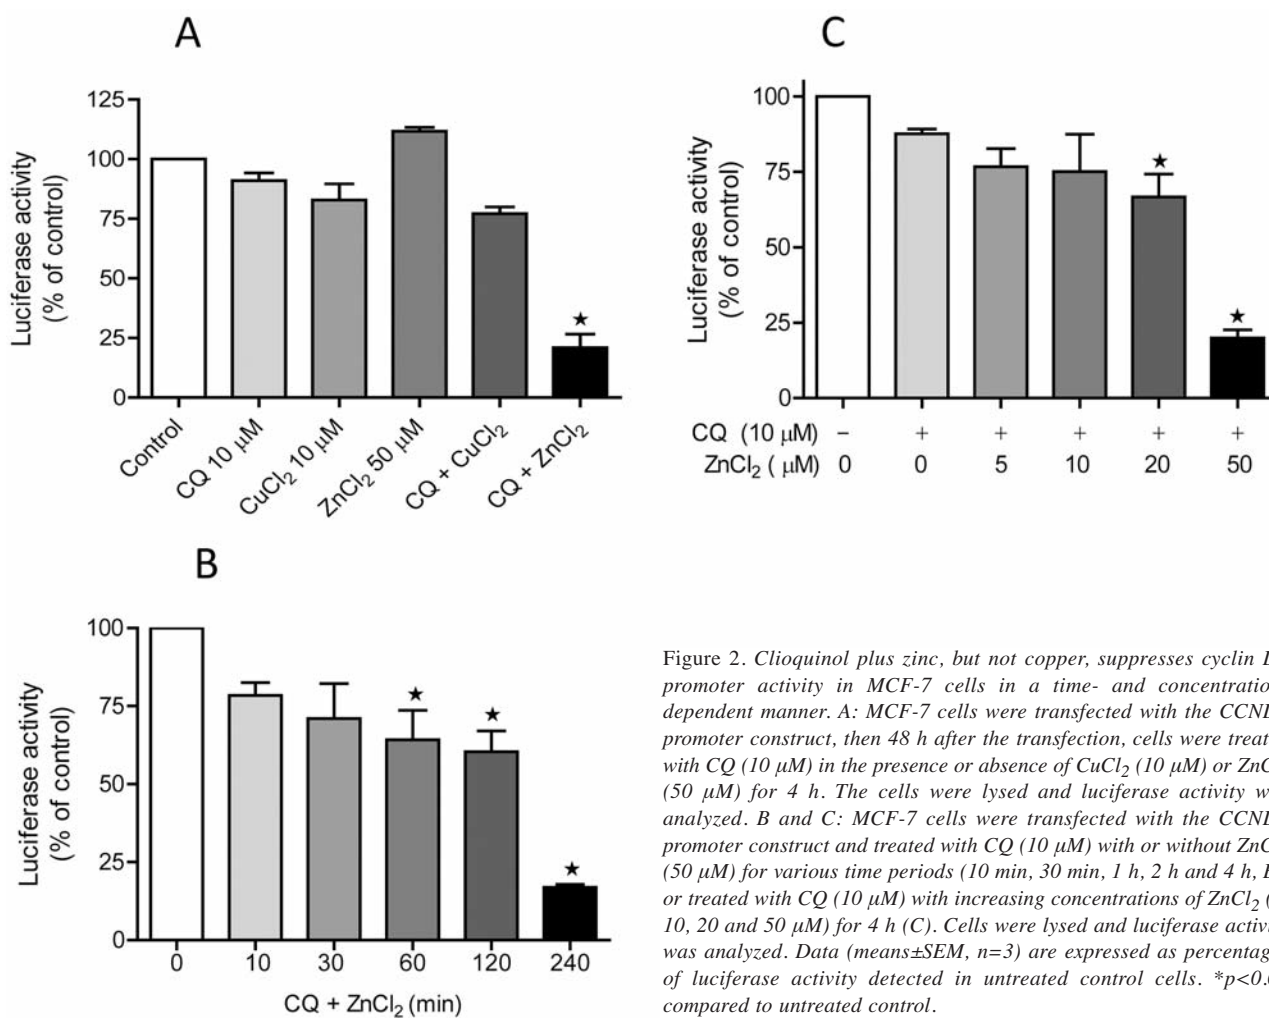 A
Luciferase activity
(% of control)
125
100
75
50
25
0
Control
CQ 10 μM
CuCl2 10 μM
ZnCl2 50 μM
CQ + CuCl2
CQ + ZnCl2
★
C
Luciferase activity
(% of control)
100
75
50
25
0
★
★
CQ (10 μM) − + + + + +
ZnCl2 ( μM) 0 0 5 10 20 50
B
Luciferase activity
(% of control)
100
75
50
25
0
★
★
★
0 10 30 60 120 240
CQ + ZnCl2 (min)
Figure 2. Clioquinol plus zinc, but not copper, suppresses cyclin
promoter activity in MCF-7 cells in a time- and concentration
dependent manner. A: MCF-7 cells were transfected with the CCND
promoter construct, then 48 h after the transfection, cells were treat
with CQ (10 μM) in the presence or absence of CuCl2 (10 μM) or ZnC
(50 μM) for 4 h. The cells were lysed and luciferase activity w
analyzed. B and C: MCF-7 cells were transfected with the CCND
promoter construct and treated with CQ (10 μM) with or without ZnC
(50 μM) for various time periods (10 min, 30 min, 1 h, 2 h and 4 h,
or treated with CQ (10 μM) with increasing concentrations of ZnCl2 (
10, 20 and 50 μM) for 4 h (C). Cells were lysed and luciferase activi
was analyzed. Data (means±SEM, n=3) are expressed as percentag
of luciferase activity detected in untreated control cells. *p<0.0
compared to untreated control.